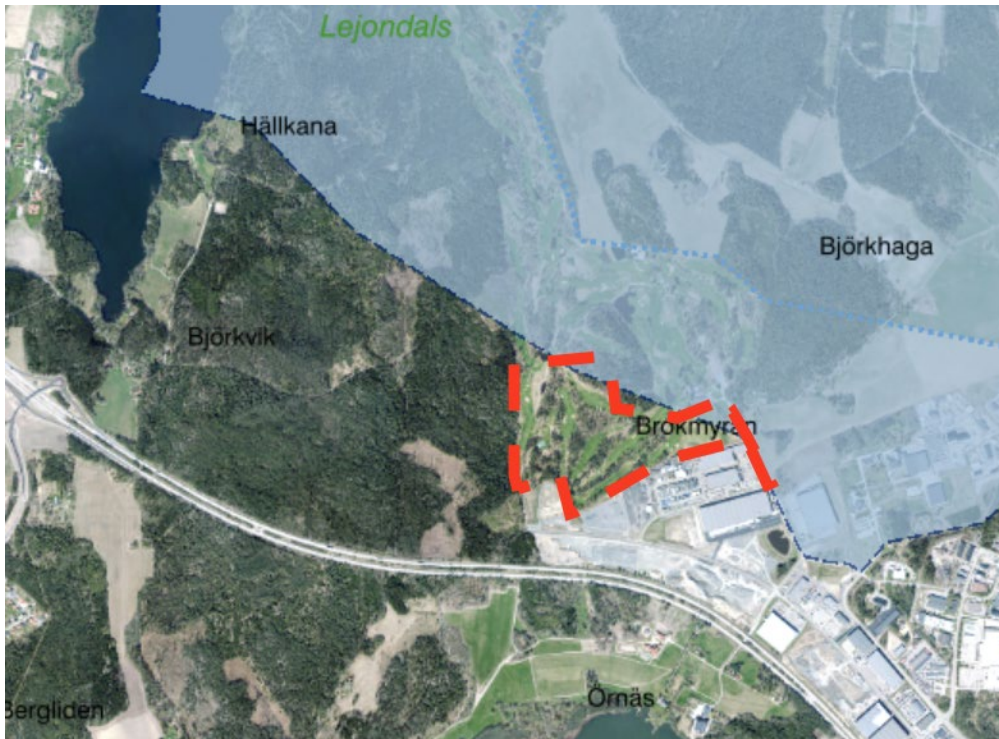 Lejondals
Hällkana
Björkhaga
Björkvik
Brokmyran
Örnäs
Bergliden